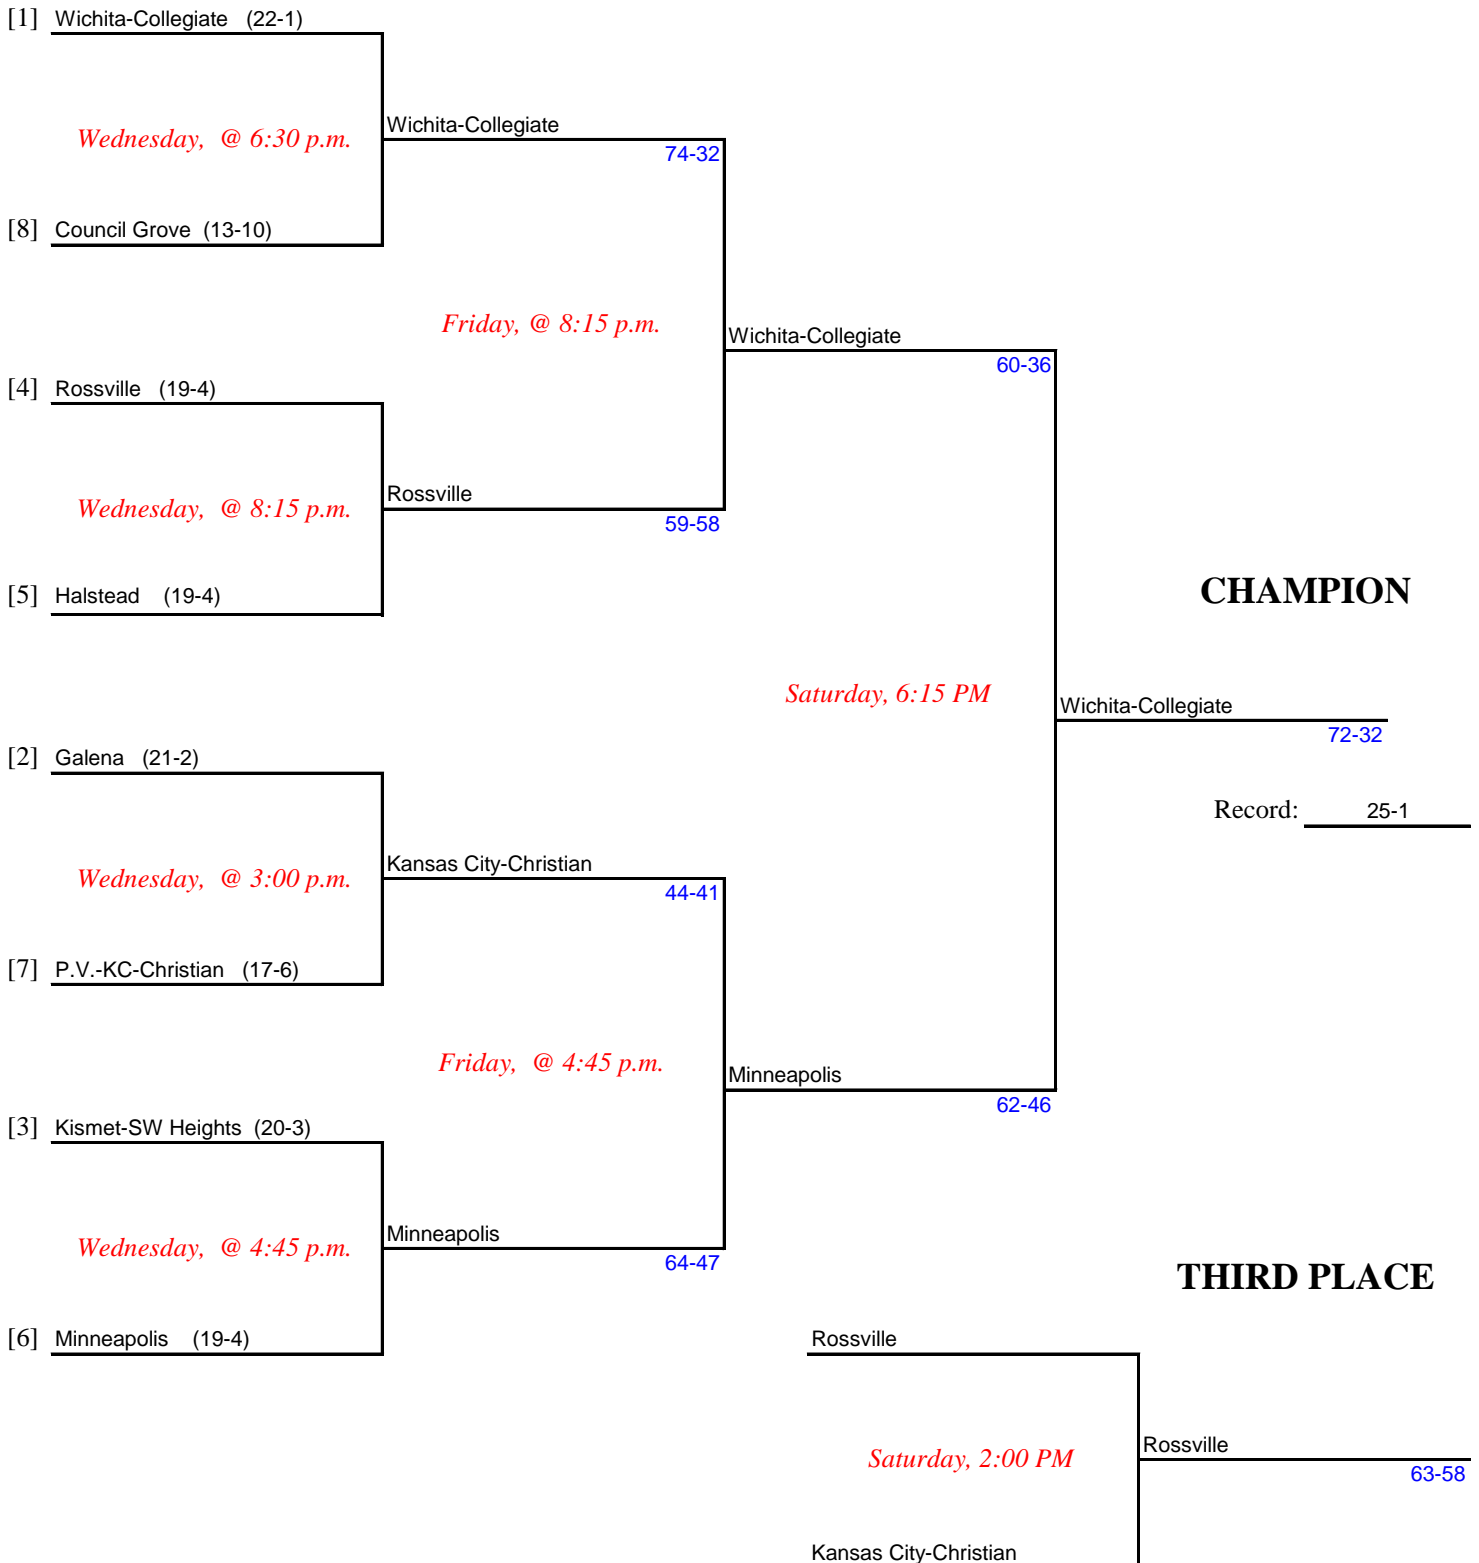 [1] Wichita-Collegiate (22-1)
Wichita-Collegiate
Wednesday, @ 6:30 p.m.
74-32
[8] Council Grove (13-10)
Friday, @ 8:15 p.m.
Wichita-Collegiate
60-36
[4] Rossville (19-4)
Rossville
Wednesday, @ 8:15 p.m.
59-58
[5] Halstead (19-4)
CHAMPION
Saturday, 6:15 PM
Wichita-Collegiate
72-32
[2] Galena (21-2)
Record: 25-1
Kansas City-Christian
Wednesday, @ 3:00 p.m.
44-41
[7] P.V.-KC-Christian (17-6)
Friday, @ 4:45 p.m.
Minneapolis
62-46
[3] Kismet-SW Heights (20-3)
Minneapolis
Wednesday, @ 4:45 p.m.
64-47
THIRD PLACE
[6] Minneapolis (19-4)
Rossville
Rossville
Saturday, 2:00 PM
63-58
Kansas City-Christian